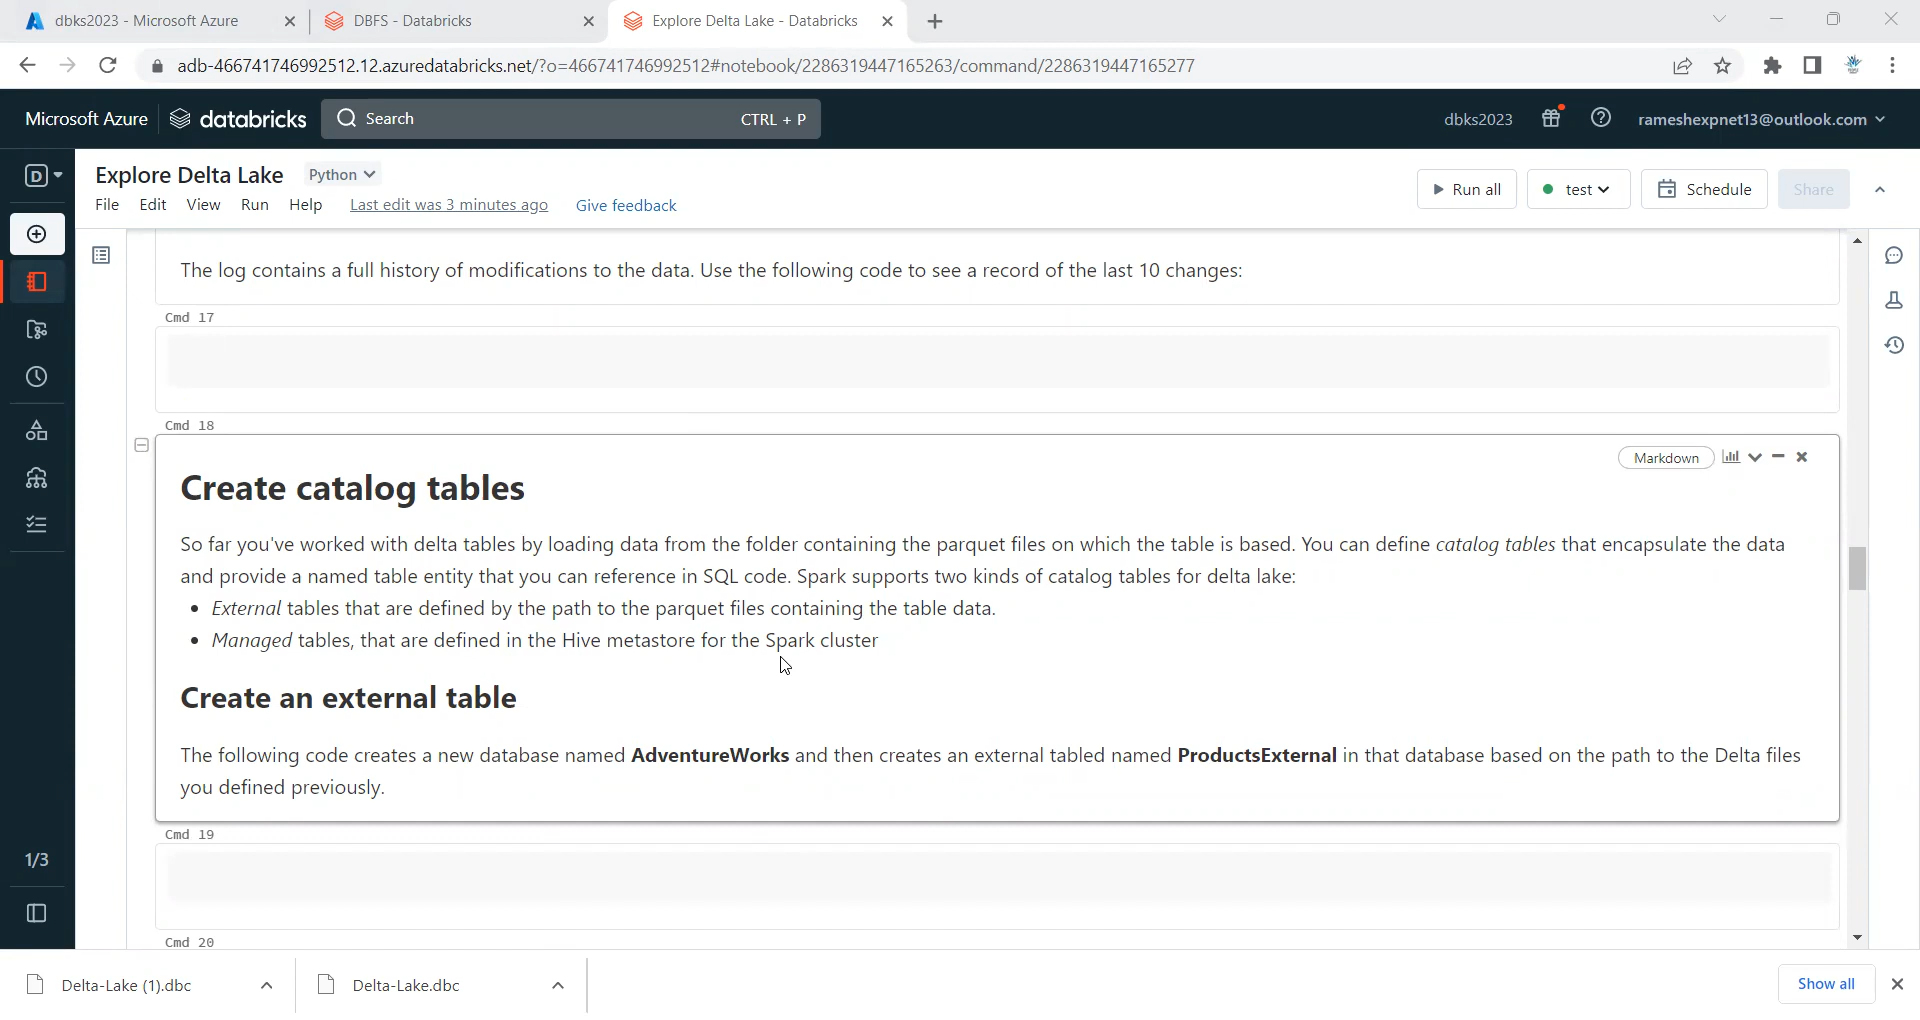 dbks2023 - Microsoft Azure
DBFS - Databricks
Explore Delta Lake - Databricks
adb-466741746992512.12.azuredatabricks.net/?o=466741746992512#notebook/2286319447165263/command/2286319447165277
Microsoft Azure
databricks
Search
CTRL + P
dbks2023
rameshexpnet13@outlook.com
D
Explore Delta Lake
Python
File Edit View Run Help
Last edit was 3 minutes ago
Give feedback
Run all
test
Schedule
Share
The log contains a full history of modifications to the data. Use the following code to see a record of the last 10 changes:
Cmd 17
Cmd 18
Markdown
Create catalog tables
So far you've worked with delta tables by loading data from the folder containing the parquet files on which the table is based. You can define catalog tables that encapsulate the data
and provide a named table entity that you can reference in SQL code. Spark supports two kinds of catalog tables for delta lake:
• External tables that are defined by the path to the parquet files containing the table data.
• Managed tables, that are defined in the Hive metastore for the Spark cluster
Create an external table
The following code creates a new database named AdventureWorks and then creates an external tabled named ProductsExternal in that database based on the path to the Delta files
you defined previously.
Cmd 19
1/3
Cmd 20
Delta-Lake (1).dbc
Delta-Lake.dbc
Show all